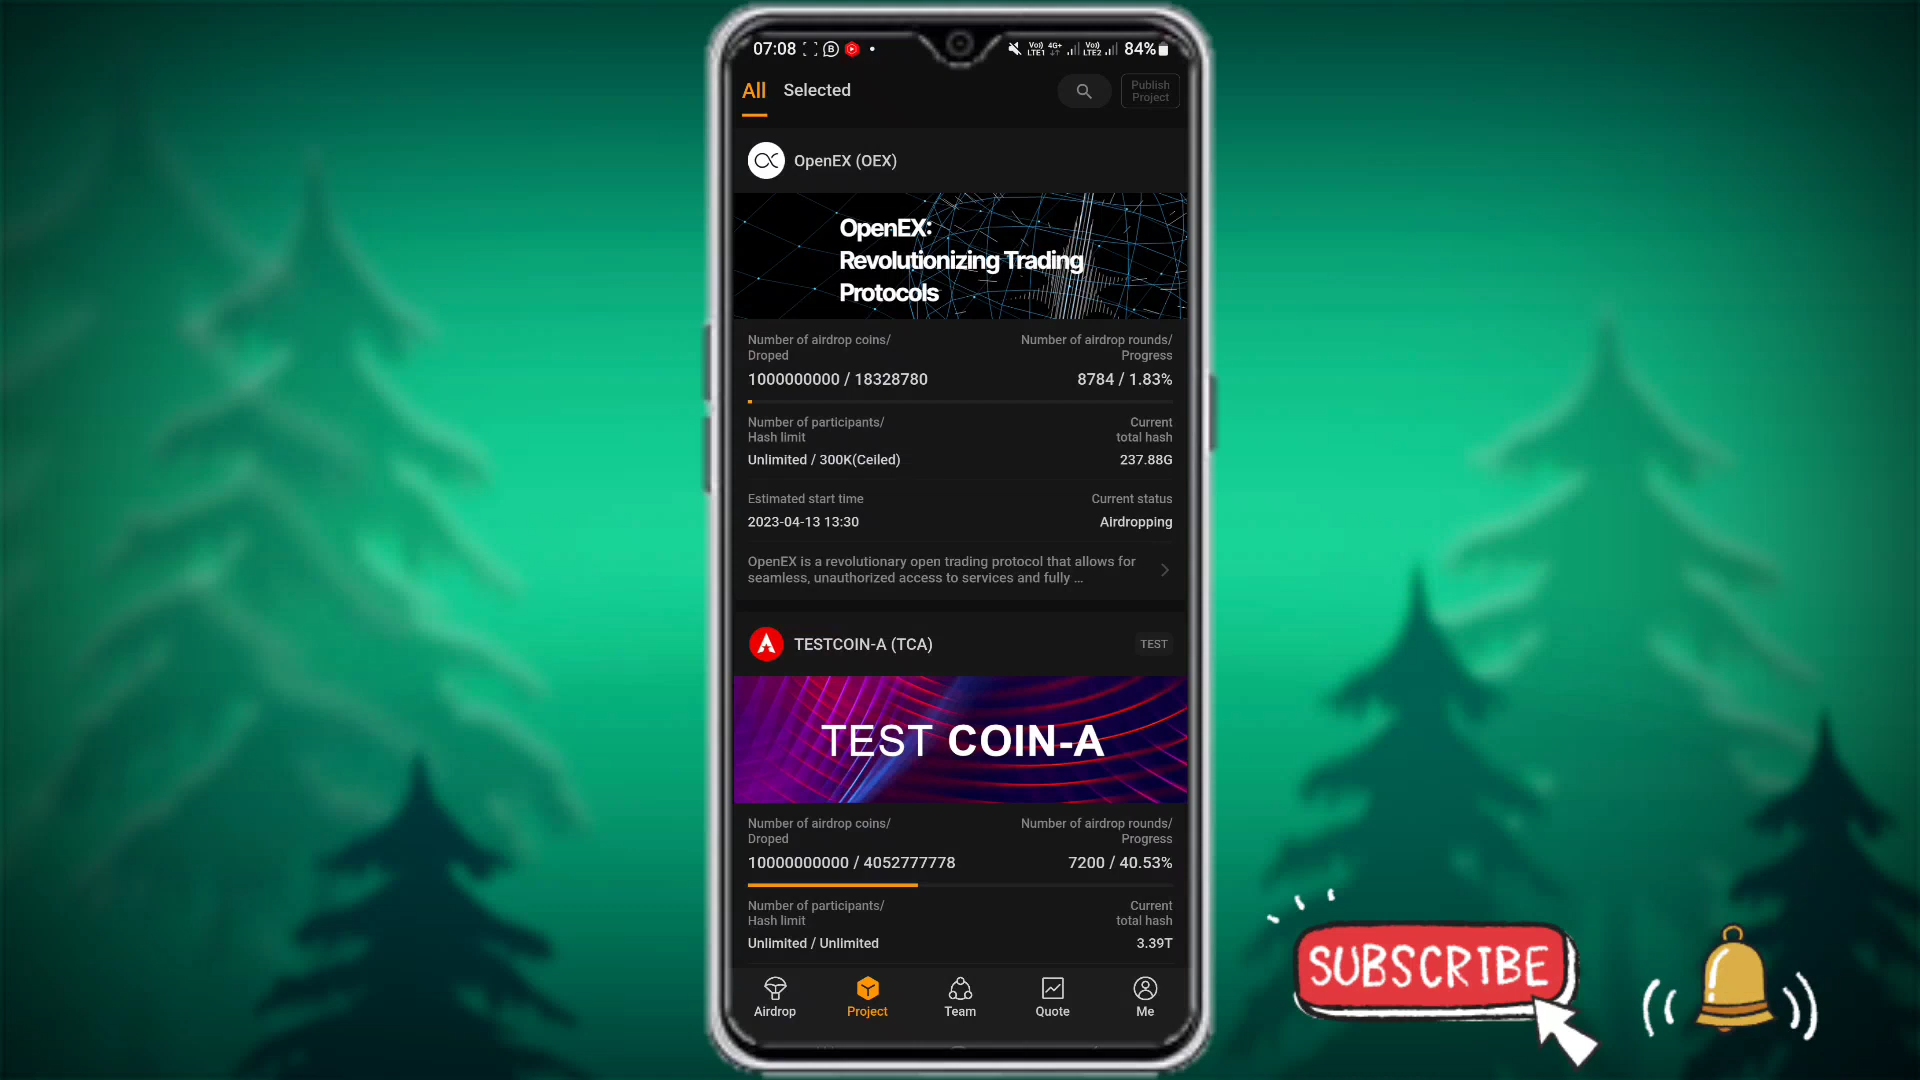 07:08
Vo)) 4G+ Vo)) 84%
LTE1 LTE2
All Selected
Publish
Project
OpenEX (OEX)
OpenEX:
Revolutionizing Trading
Protocols
Number of airdrop coins/
Droped
Number of airdrop rounds/
Progress
1000000000 / 18328780
8784 / 1.83%
Number of participants/
Hash limit
Current
total hash
Unlimited / 300K(Ceiled)
237.88G
Estimated start time
Current status
2023-04-13 13:30
Airdropping
OpenEX is a revolutionary open trading protocol that allows for
seamless, unauthorized access to services and fully ...
TESTCOIN-A (TCA)
TEST
TEST COIN-A
Number of airdrop coins/
Droped
Number of airdrop rounds/
Progress
10000000000 / 4052777778
7200 / 40.53%
Number of participants/
Hash limit
Current
total hash
Unlimited / Unlimited
3.39T
Airdrop
Project
Team
Quote
Me
SUBSCRIBE